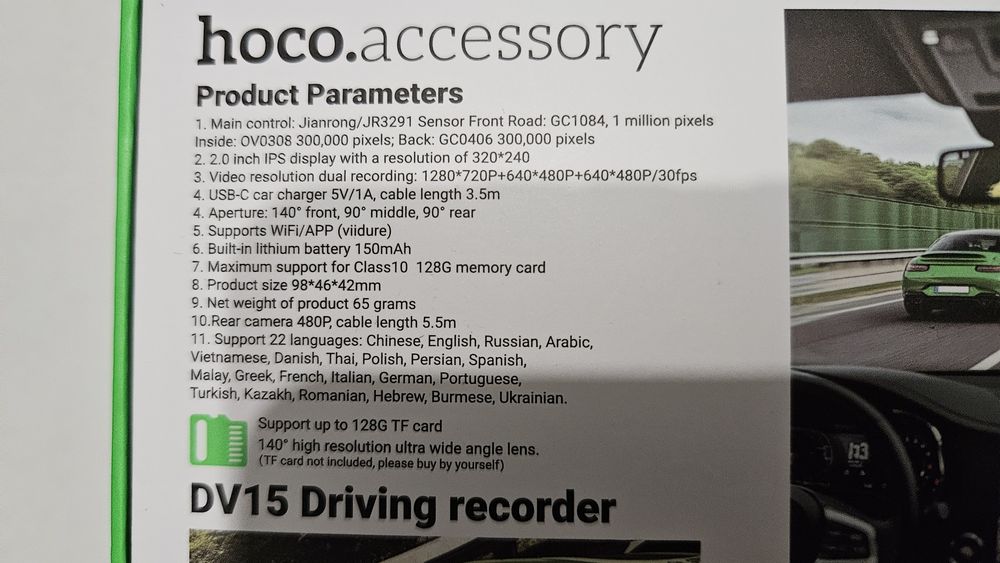 hoco.accessory
Product Parameters
1. Main control: Jianrong/JR3291 Sensor Front Road: GC1084, 1 million pixels
Inside: OV0308 300,000 pixels; Back: GC0406 300,000 pixels
2. 2.0 inch IPS display with a resolution of 320*240
3. Video resolution dual recording: 1280*720P+640*480P+640*480P/30fps
4. USB-C car charger 5V/1A, cable length 3.5m
4. Aperture: 140° front, 90° middle, 90° rear
5. Supports WiFi/APP (viidure)
6. Built-in lithium battery 150mAh
7. Maximum support for Class10 128G memory card
8. Product size 98*46*42mm
9. Net weight of product 65 grams
10.Rear camera 480P, cable length 5.5m
11. Support 22 languages: Chinese, English, Russian, Arabic,
Vietnamese, Danish, Thai, Polish, Persian, Spanish,
Malay, Greek, French, Italian, German, Portuguese,
Turkish, Kazakh, Romanian, Hebrew, Burmese, Ukrainian.
Support up to 128G TF card
140° high resolution ultra wide angle lens.
(TF card not included, please buy by yourself)
DV15 Driving recorder